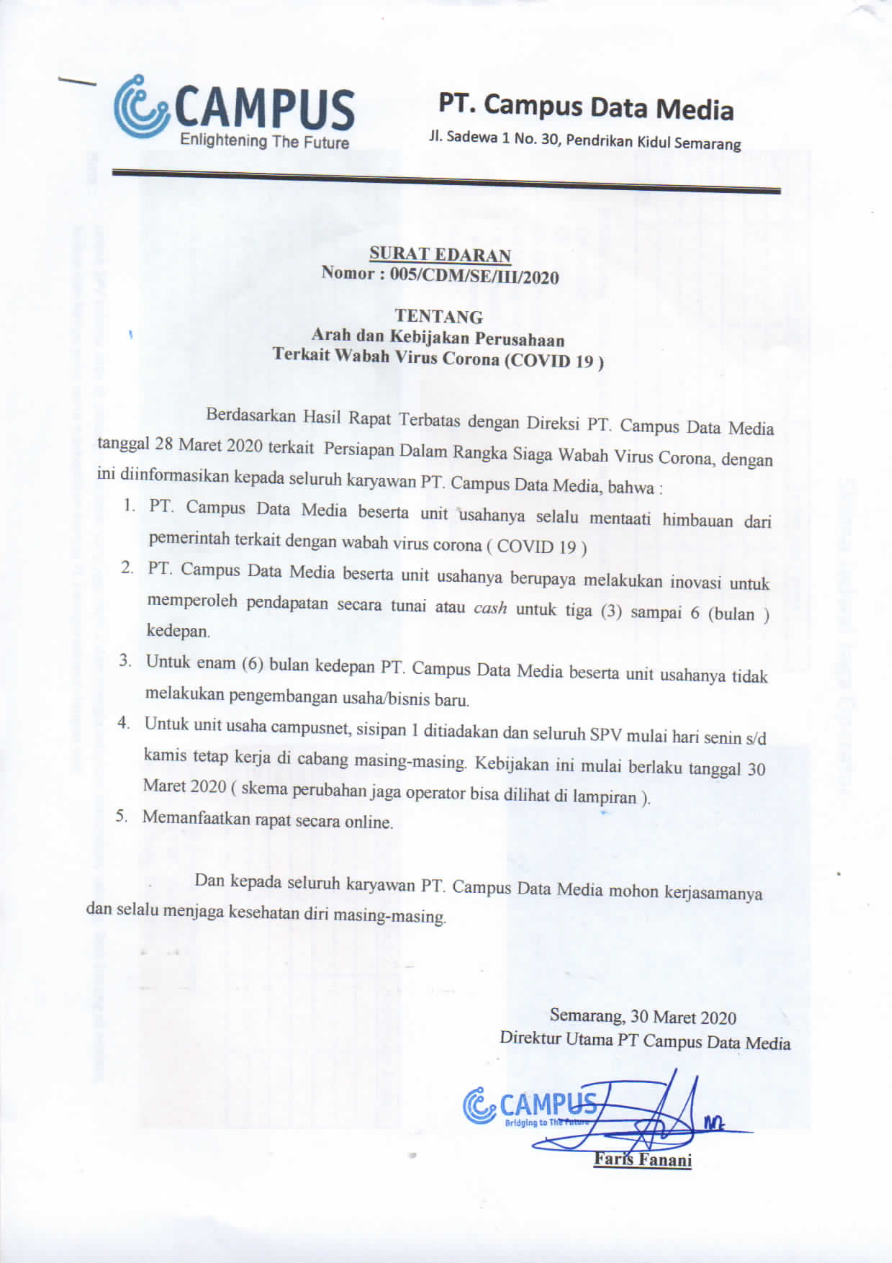 CAMPUS
Enlightening The Future
PT. Campus Data Media
Jl. Sadewa 1 No. 30, Pendrikan Kidul Semarang
SURAT EDARAN
Nomor : 005/CDM/SE/III/2020
TENTANG
Arah dan Kebijakan Perusahaan
Terkait Wabah Virus Corona (COVID 19 )
Berdasarkan Hasil Rapat Terbatas dengan Direksi PT. Campus Data Media
tanggal 28 Maret 2020 terkait Persiapan Dalam Rangka Siaga Wabah Virus Corona, dengan
ini diinformasikan kepada seluruh karyawan PT. Campus Data Media, bahwa :
1. PT. Campus Data Media beserta unit usahanya selalu mentaati himbauan dari
pemerintah terkait dengan wabah virus corona ( COVID 19 )
2. PT. Campus Data Media beserta unit usahanya berupaya melakukan inovasi untuk
memperoleh pendapatan secara tunai atau cash untuk tiga (3) sampai 6 (bulan )
kedepan.
3. Untuk enam (6) bulan kedepan PT. Campus Data Media beserta unit usahanya tidak
melakukan pengembangan usaha/bisnis baru.
4. Untuk unit usaha campusnet, sisipan 1 ditiadakan dan seluruh SPV mulai hari senin s/d
kamis tetap kerja di cabang masing-masing. Kebijakan ini mulai berlaku tanggal 30
Maret 2020 ( skema perubahan jaga operator bisa dilihat di lampiran ).
5. Memanfaatkan rapat secara online.
Dan kepada seluruh karyawan PT. Campus Data Media mohon kerjasamanya
dan selalu menjaga kesehatan diri masing-masing.
Semarang, 30 Maret 2020
Direktur Utama PT Campus Data Media
CAMPUS
Bridging to The Future
Faris Fanani